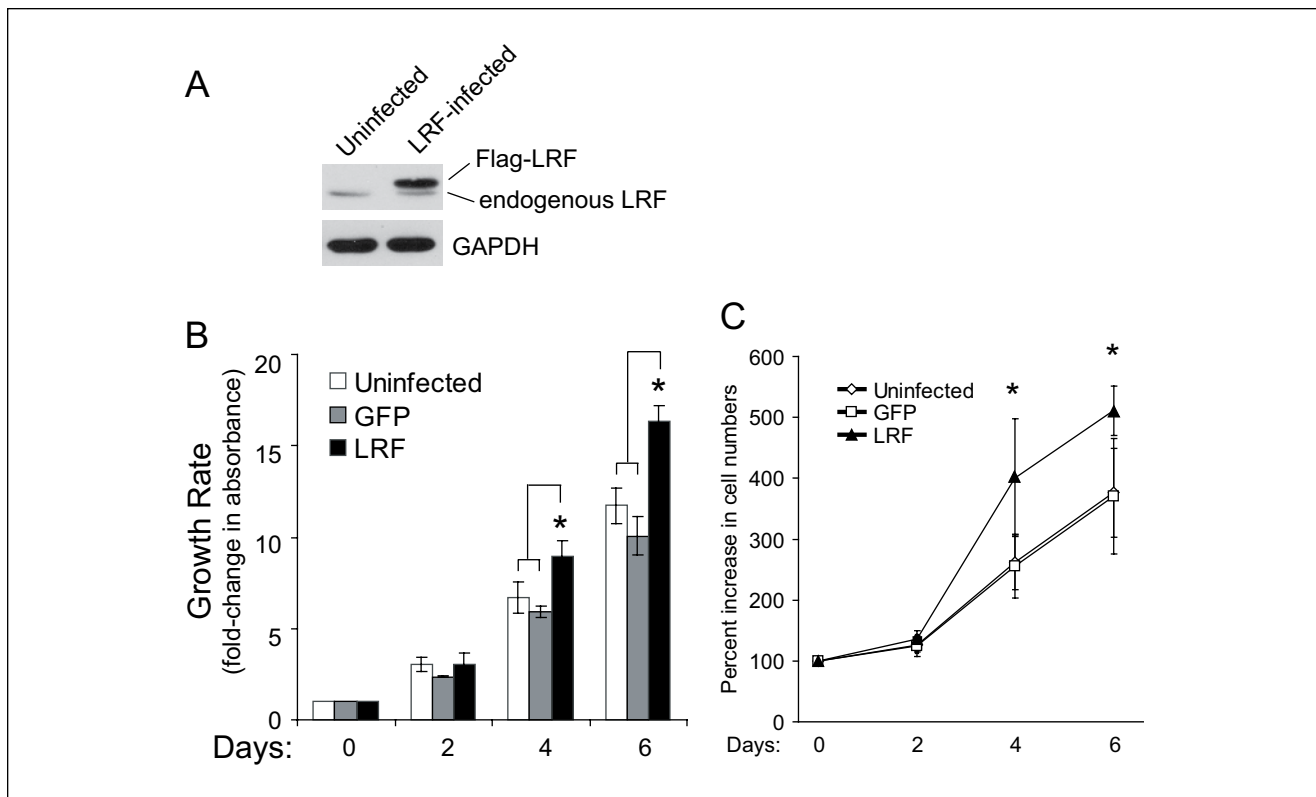 A
Uninfected
LRF-infected
Flag-LRF
endogenous LRF
GAPDH
B
Growth Rate
(fold-change in absorbance)
20
15
10
5
0
Uninfected
GFP
LRF
*
*
Days: 0 2 4 6
C
Percent increase in cell numbers
600
500
400
300
200
100
0
Uninfected
GFP
LRF
*
*
Days: 0 2 4 6